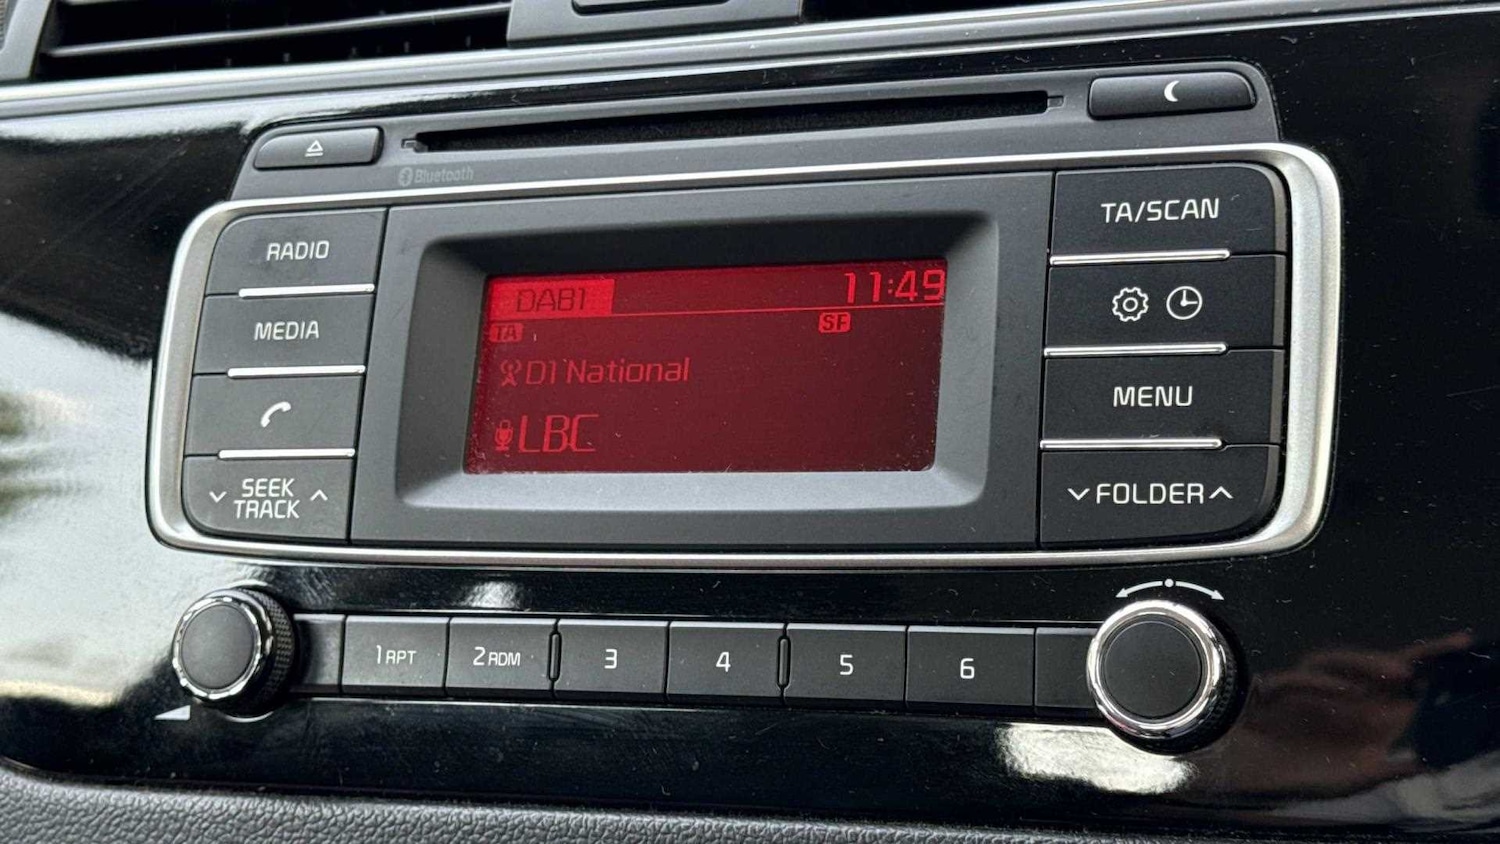 Bluetooth
RADIO
MEDIA
SEEK
TRACK
DAB1
11:49
TA
SF
D1 National
LBC
TA/SCAN
MENU
FOLDER
1 RPT
2 RDM
3
4
5
6